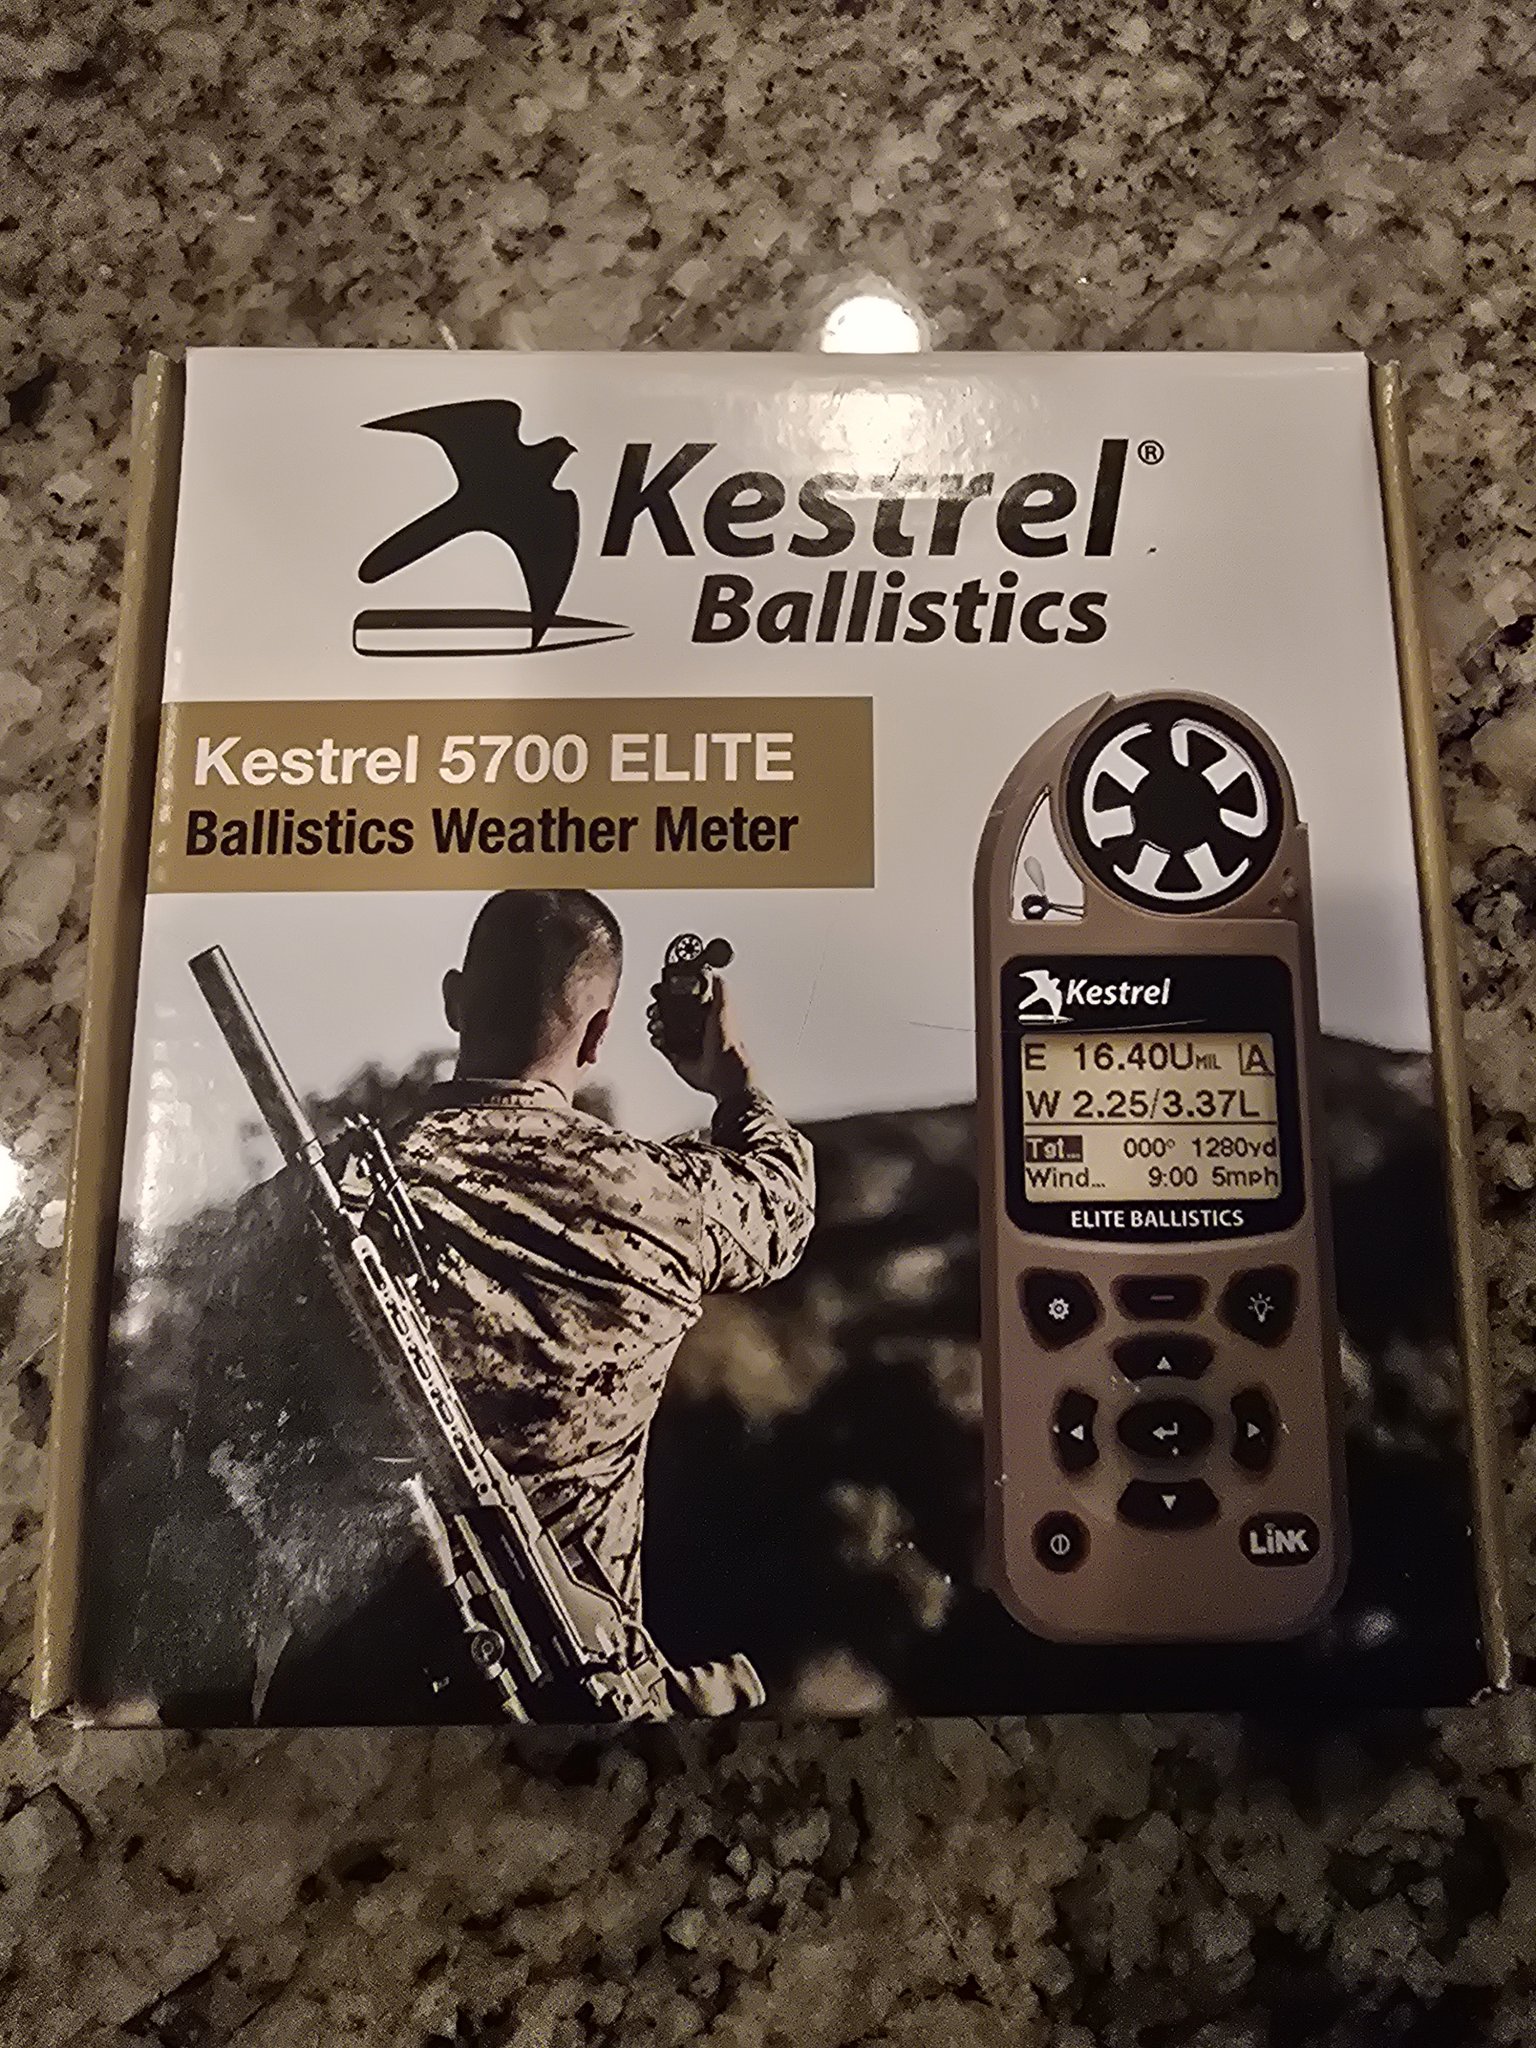 Kestrel®
Ballistics
Kestrel 5700 ELITE
Ballistics Weather Meter
Kestrel
E 16.40UMIL A
W 2.25/3.37L
Tgt... 000° 1280yd
Wind... 9:00 5mph
ELITE BALLISTICS
LiNK